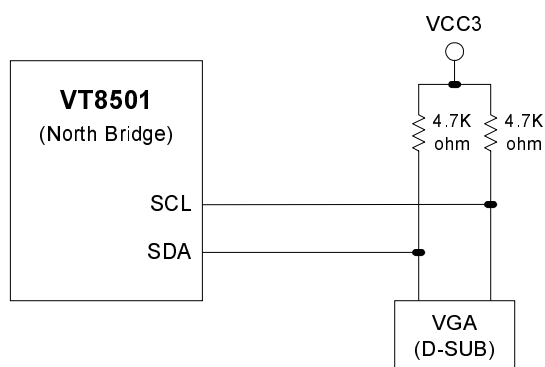 VCC3
VT8501
(North Bridge)
4.7K
ohm
4.7K
ohm
SCL
SDA
VGA
(D-SUB)